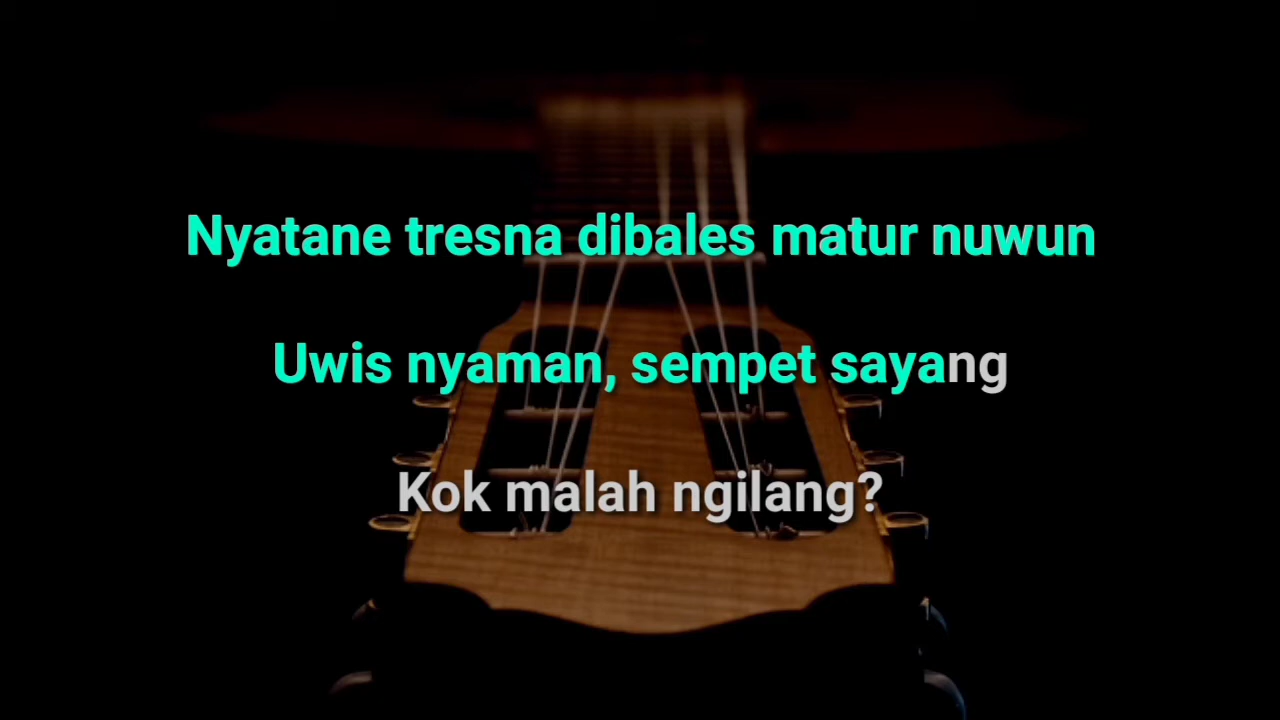 Nyatane tresna dibales matur nuwun
Uwis nyaman, sempet sayang
Kok malah ngilang?